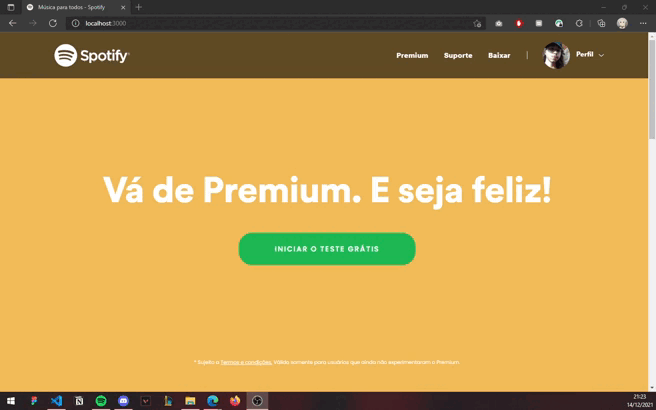 Música para todos - Spotify
localhost:3000
Spotify®
Premium
Suporte
Baixar
Perfil
Vá de Premium. E seja feliz!
INICIAR O TESTE GRÁTIS
* Sujeito a Termos e condições. Válido somente para usuários que ainda não experimentaram o Premium.
21:23
14/12/2021